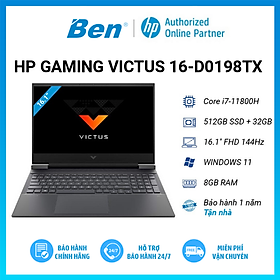 Ben
hp
Authorized
Online Partner
HP GAMING VICTUS 16-D0198TX
16.1"
VICTUS
Core i7-11800H
512GB SSD + 32GB
16.1" FHD 144Hz
WINDOWS 11
8GB RAM
Bảo hành 1 năm
Tận nhà
BẢO HÀNH
CHÍNH HÃNG
HỖ TRỢ
BẢO HÀNH 24/7
MIỄN PHÍ
VẬN CHUYỂN